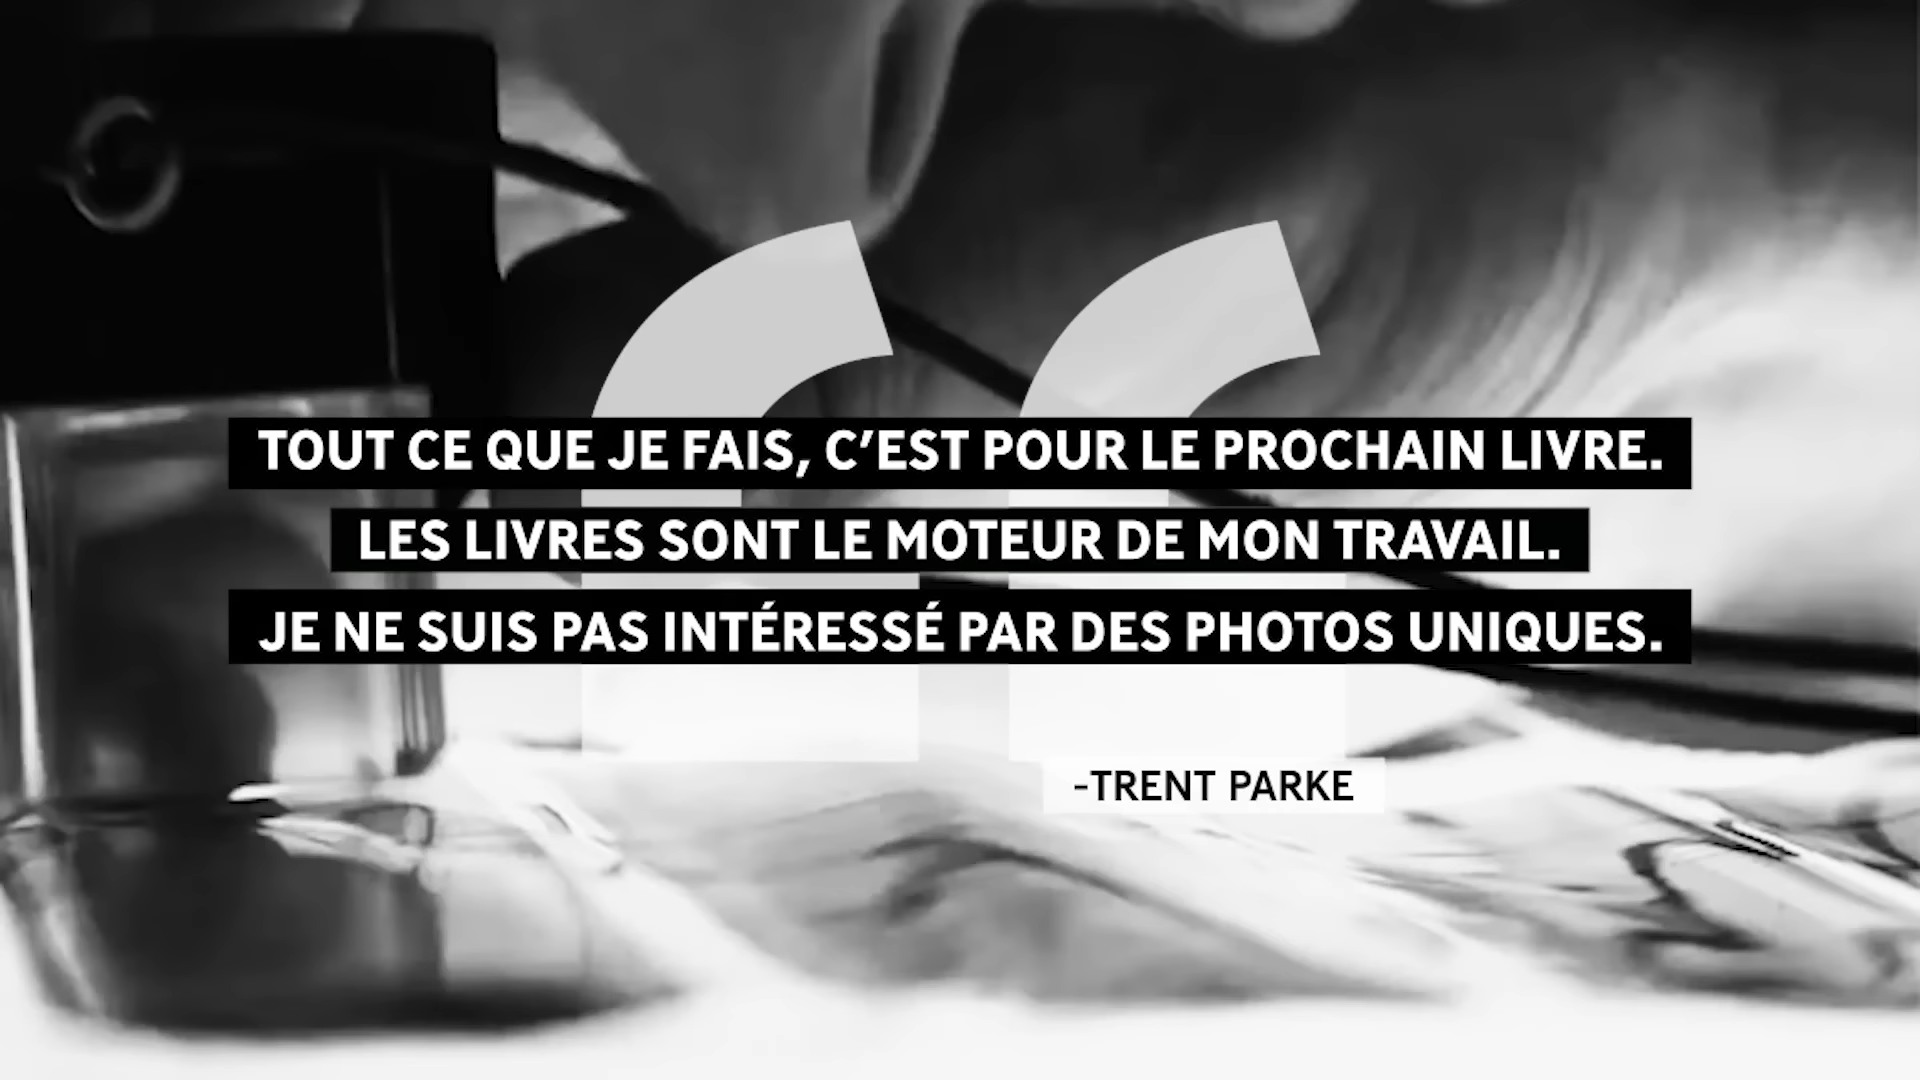 TOUT CE QUE JE FAIS, C’EST POUR LE PROCHAIN LIVRE.
LES LIVRES SONT LE MOTEUR DE MON TRAVAIL.
JE NE SUIS PAS INTÉRESSÉ PAR DES PHOTOS UNIQUES.
-TRENT PARKE